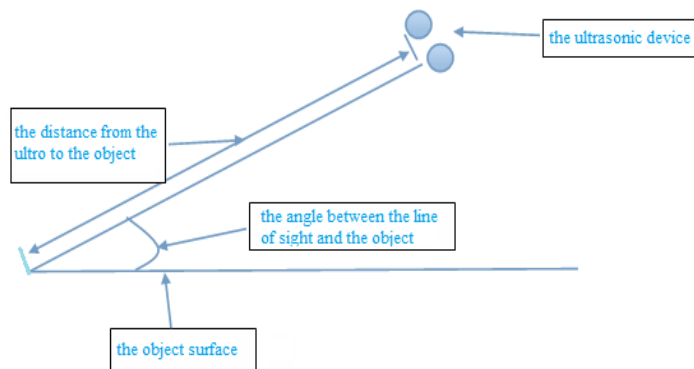 the ultrasonic device
the distance from the
ultro to the object
the angle between the line
of sight and the object
the object surface